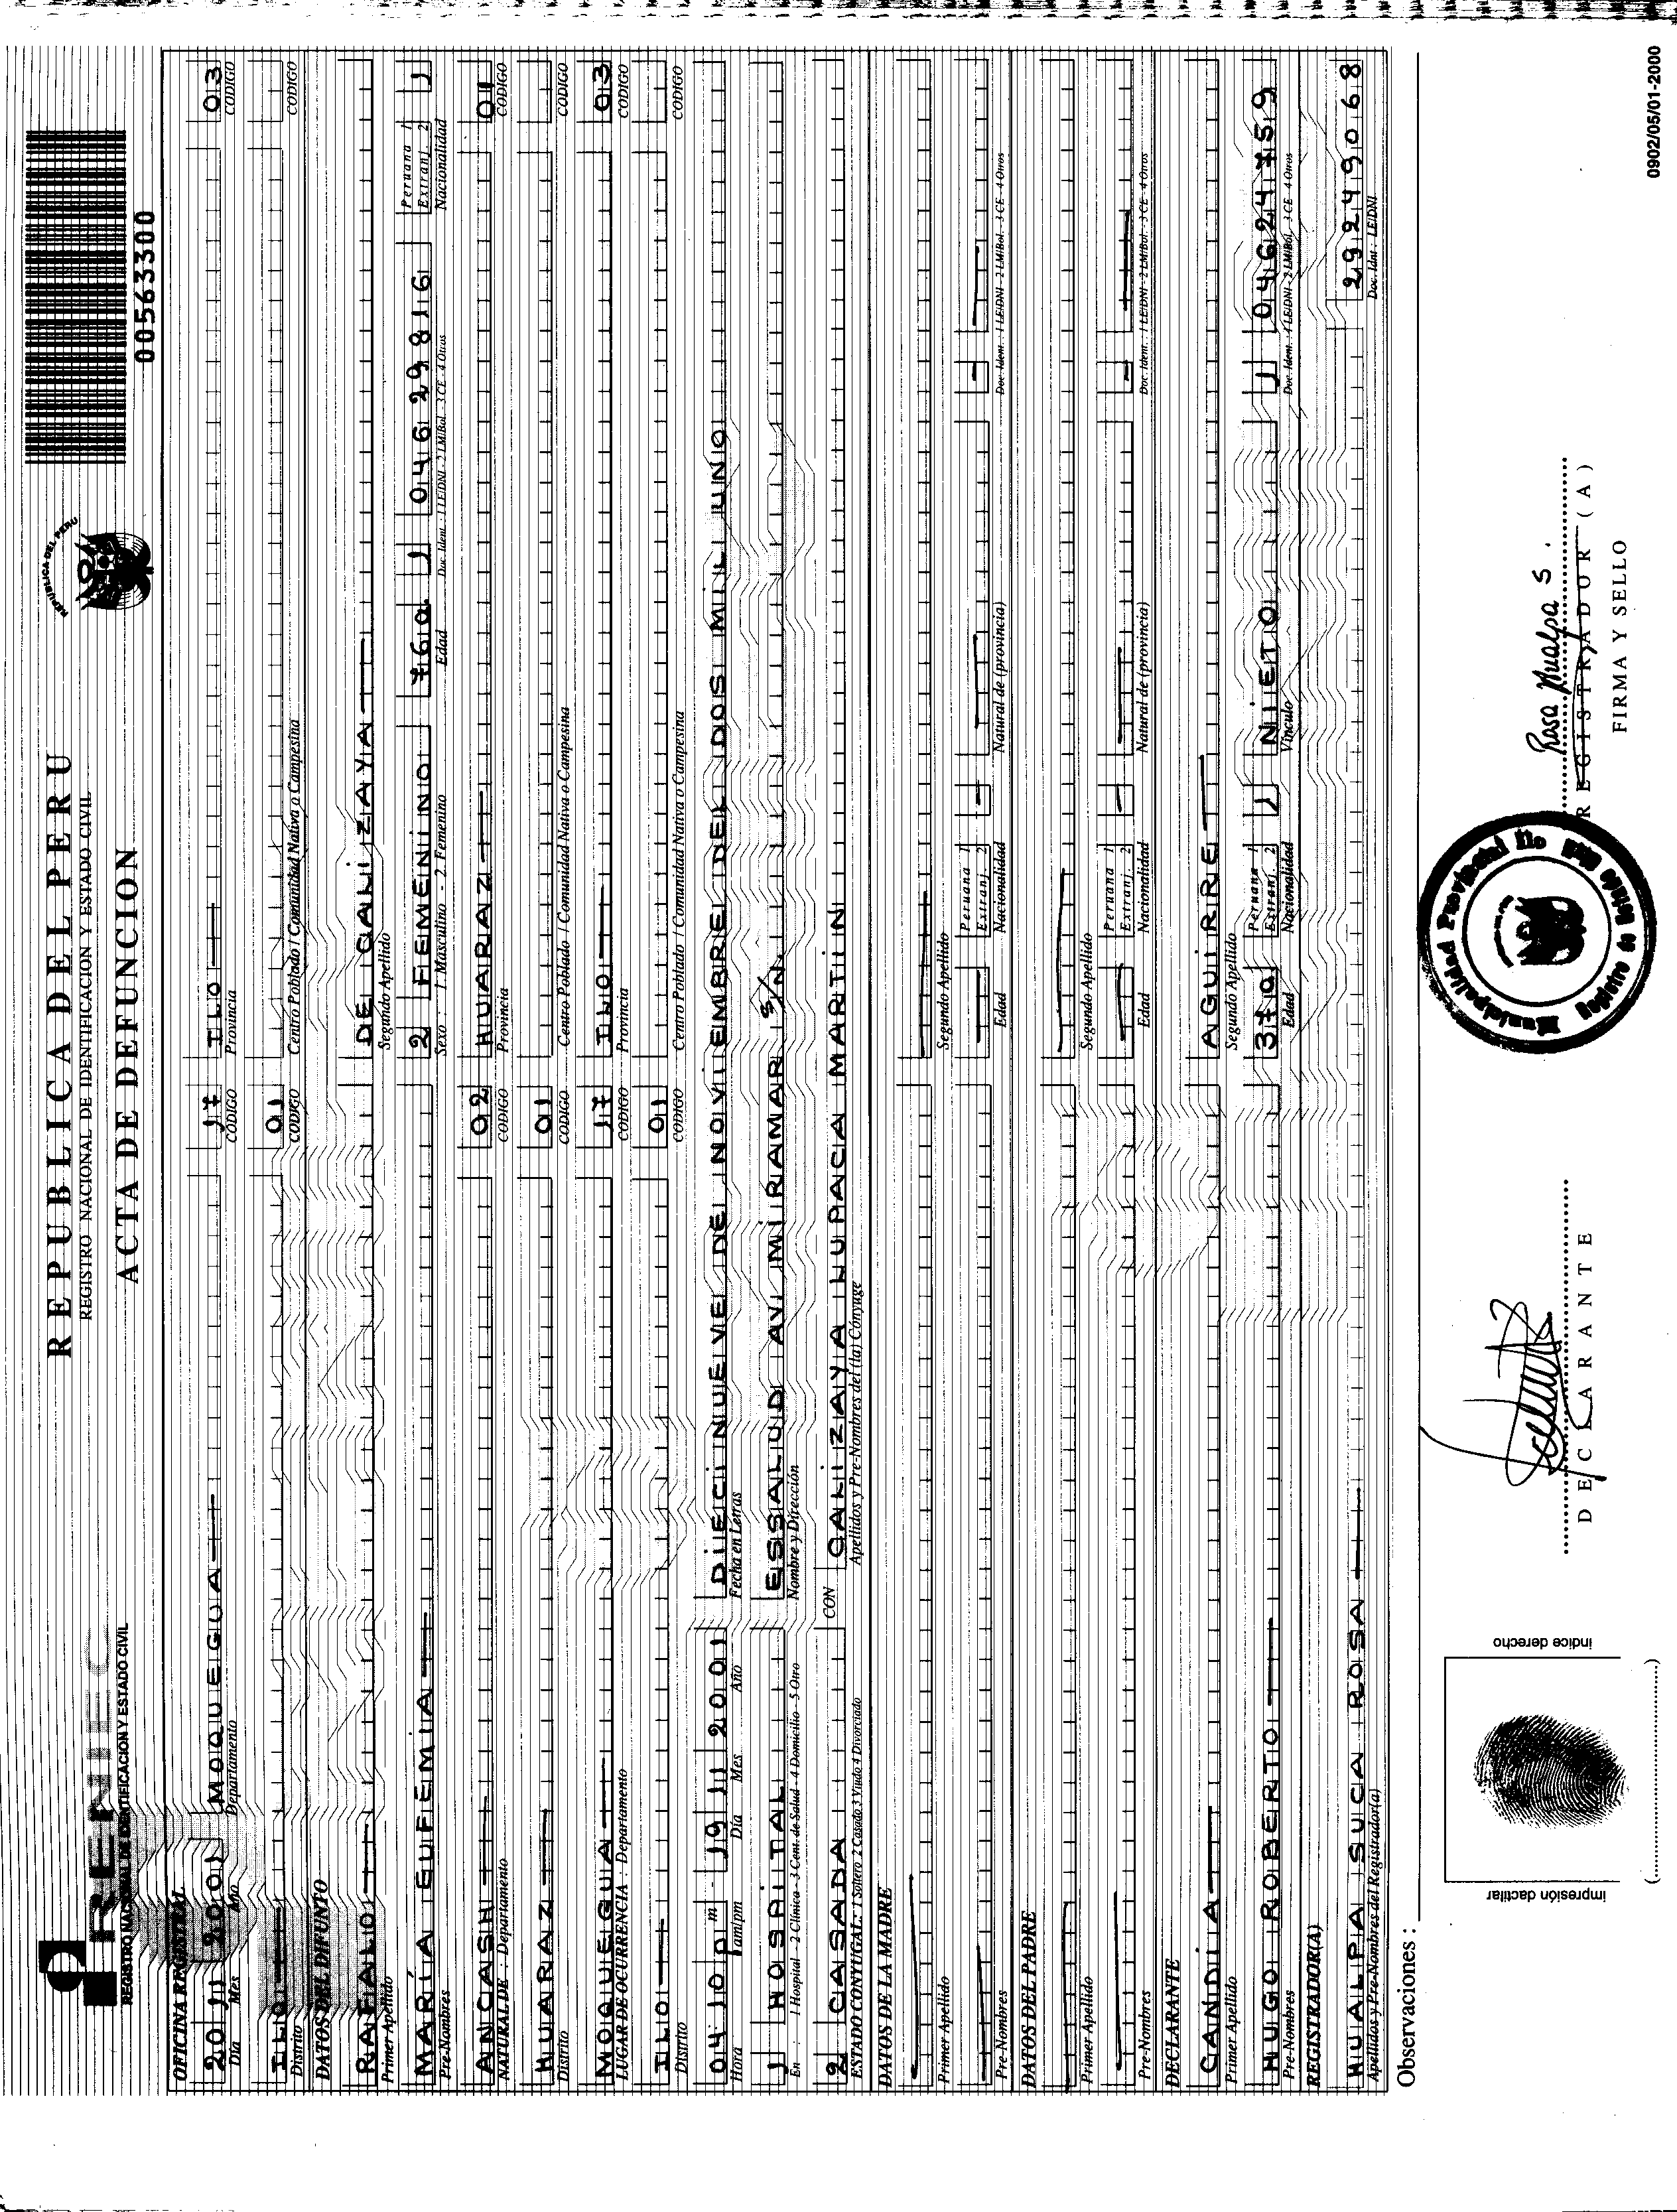 RENIEC
REGISTRO NACIONAL DE IDENTIFICACION Y ESTADO CIVIL
REPUBLICA DEL PERU
REGISTRO NACIONAL DE IDENTIFICACION Y ESTADO CIVIL
ACTA DE DEFUNCION
REPUBLICA DEL PERU
00563300
OFICINA REGISTRAL
20 11 2001 MOQUEGUA 17 ILO 03
Día Mes Año Departamento CODIGO Provincia CODIGO
ILO 01
Distrito CODIGO Centro Poblado / Comunidad Nativa o Campesina CODIGO
DATOS DEL DIFUNTO
RAFAILO DE CALIZAYA
Primer Apellido Segundo Apellido
MARÍA EUFEMIA 2 FEMENINO 76a 1 04629816 Peruana 1 Extranj. 2 1
Pre-Nombres Sexo : 1. Masculino - 2. Femenino Edad Doc. Ident. : 1 LE/DNI - 2 LM/Bol. - 3 CE 4 Otros Nacionalidad
ANCASH 02 HUARAZ 01
NATURAL DE : Departamento CODIGO Provincia CODIGO
HUARAZ 01
Distrito CODIGO Centro Poblado / Comunidad Nativa o Campesina CODIGO
MOQUEGUA 17 ILO 03
LUGAR DE OCURRENCIA : Departamento CODIGO Provincia CODIGO
ILO 01
Distrito CODIGO Centro Poblado / Comunidad Nativa o Campesina CODIGO
04 10 p m 19 11 2001 DIECINUEVE DE NOVIEMBRE DEL DOS MIL UNO
Hora am/pm Día Mes Año Fecha en Letras
1 HOSPITAL ESSALUD AV. MIRAMAR S/N.
En : 1 Hospital - 2 Clínica - 3 Cent. de Salud - 4 Domicilio - 5 Otro Nombre y Dirección
2 CASADA CON CALIZAYA LUPACA MARTIN
ESTADO CONYUGAL: 1 Soltero 2 Casado 3 Viudo 4 Divorciado Apellidos y Pre-Nombres del (la) Cónyuge
DATOS DE LA MADRE
Primer Apellido Segundo Apellido
Peruana 1 Extranj. 2
Pre-Nombres Edad Nacionalidad Natural de (provincia) Doc. Ident. : 1 LE/DNI - 2 LM/Bol. - 3 CE - 4 Otros
DATOS DEL PADRE
Primer Apellido Segundo Apellido
Peruana 1 Extranj. 2
Pre-Nombres Edad Nacionalidad Natural de (provincia) Doc. Ident. : 1 LE/DNI - 2 LM/Bol. - 3 CE - 4 Otros
DECLARANTE
CANDIA AGUIRRE
Primer Apellido Segundo Apellido
HUGO ROBERTO 37a Peruana 1 Extranj. 2 1 NIETO 1 04624759
Pre-Nombres Edad Nacionalidad Vínculo Doc. Ident. : 1 LE/DNI - 2 LM/Bol. - 3 CE - 4 Otros
REGISTRADOR(A)
HUALPA SUCA ROSA 29249068
Apellidos y Pre-Nombres del Registrador(a) Doc. Idnt : LE/DNI
Observaciones :
impresión dactilar
índice derecho
DECLARANTE
Municipalidad Provincial Ilo
Registro de Estado Civil
Rosa Hualpa S.
REGISTRADOR ( A )
FIRMA Y SELLO
0902/05/01-2000